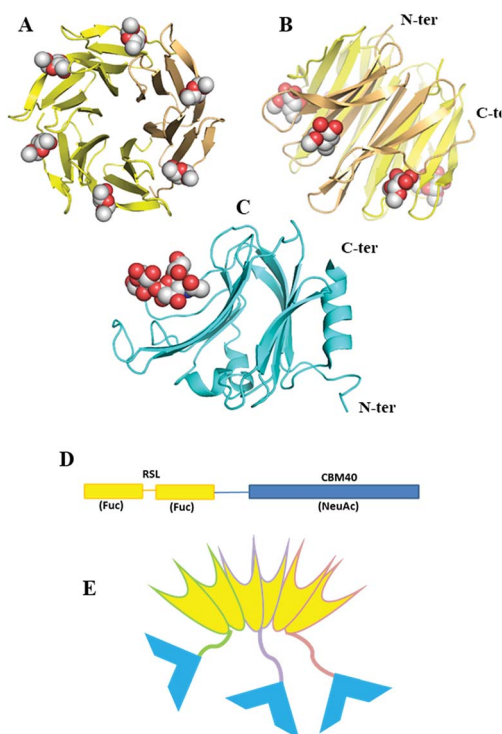 A
B
N-ter
C-te
C
C-ter
N-ter
D
RSL
CBM40
(Fuc)
(Fuc)
(NeuAc)
E